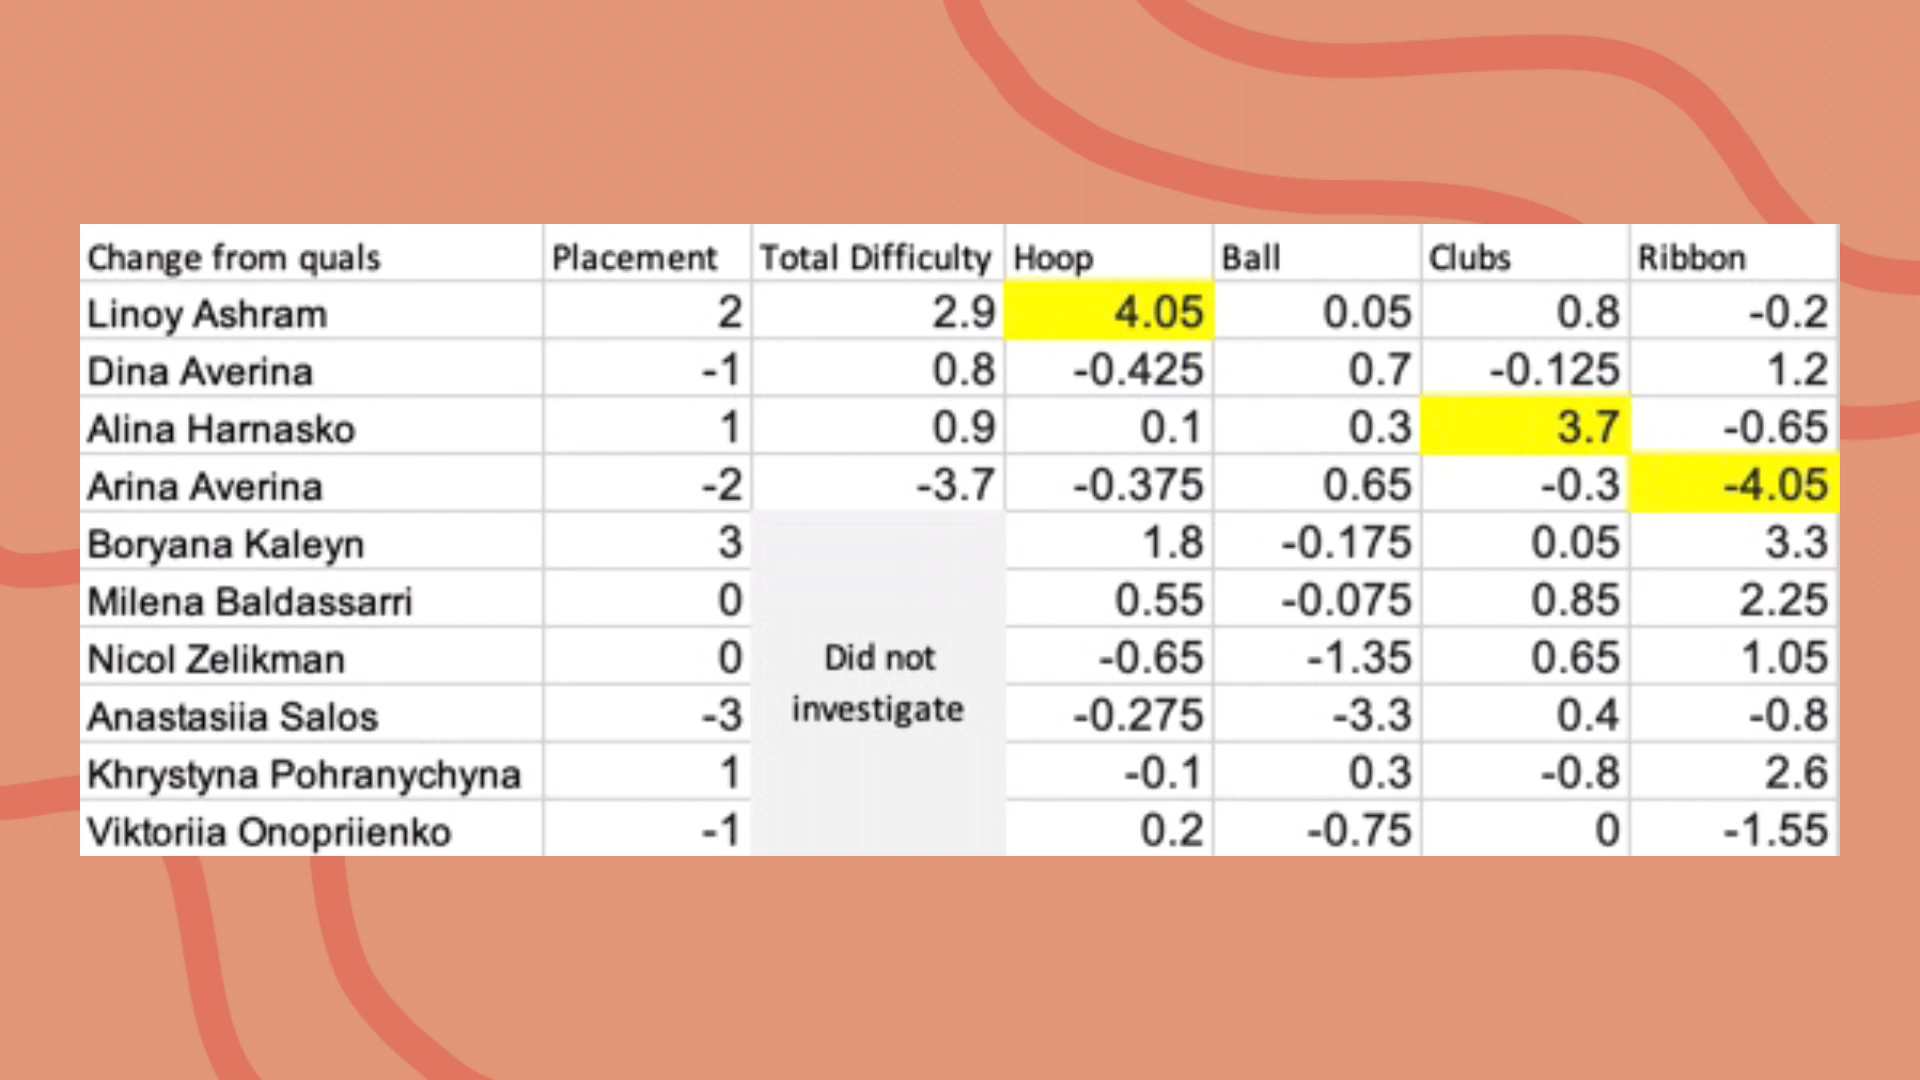 Change from quals Placement Total Difficulty Hoop Ball Clubs Ribbon
Linoy Ashram 2 2.9 4.05 0.05 0.8 -0.2
Dina Averina -1 0.8 -0.425 0.7 -0.125 1.2
Alina Harnasko 1 0.9 0.1 0.3 3.7 -0.65
Arina Averina -2 -3.7 -0.375 0.65 -0.3 -4.05
Boryana Kaleyn 3 1.8 -0.175 0.05 3.3
Milena Baldassarri 0 0.55 -0.075 0.85 2.25
Nicol Zelikman 0 Did not -0.65 -1.35 0.65 1.05
Anastasiia Salos -3 investigate -0.275 -3.3 0.4 -0.8
Khrystyna Pohranychyna 1 -0.1 0.3 -0.8 2.6
Viktoriia Onopriienko -1 0.2 -0.75 0 -1.55